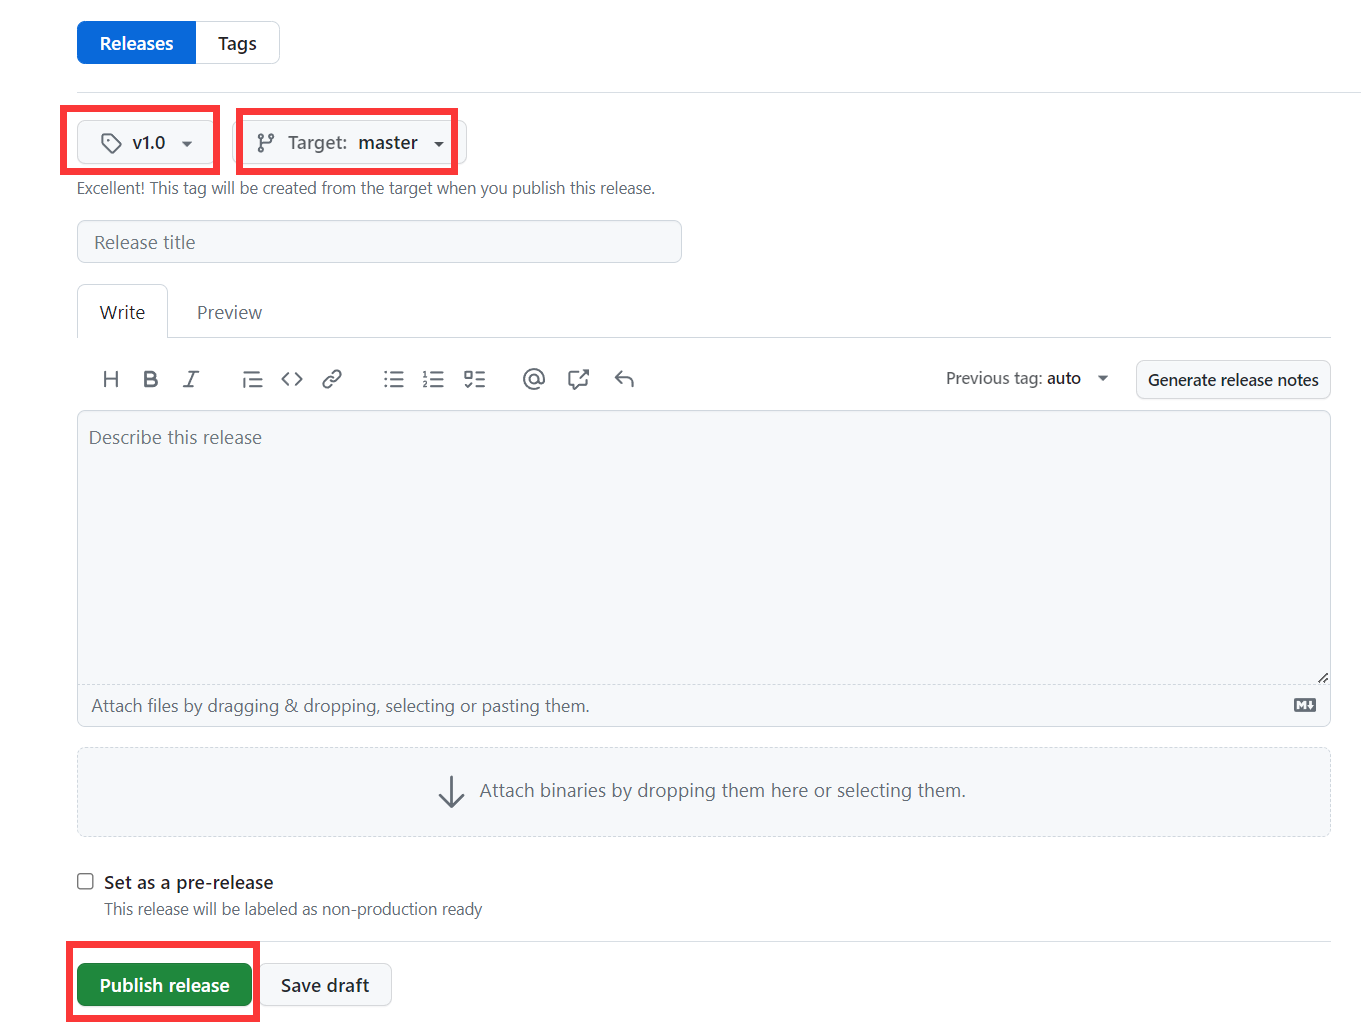 Releases Tags
v1.0 Target: master
Excellent! This tag will be created from the target when you publish this release.
Release title
Write Preview
H B I @ Previous tag: auto Generate release notes
Describe this release
Attach files by dragging & dropping, selecting or pasting them.
Attach binaries by dropping them here or selecting them.
Set as a pre-release
This release will be labeled as non-production ready
Publish release Save draft